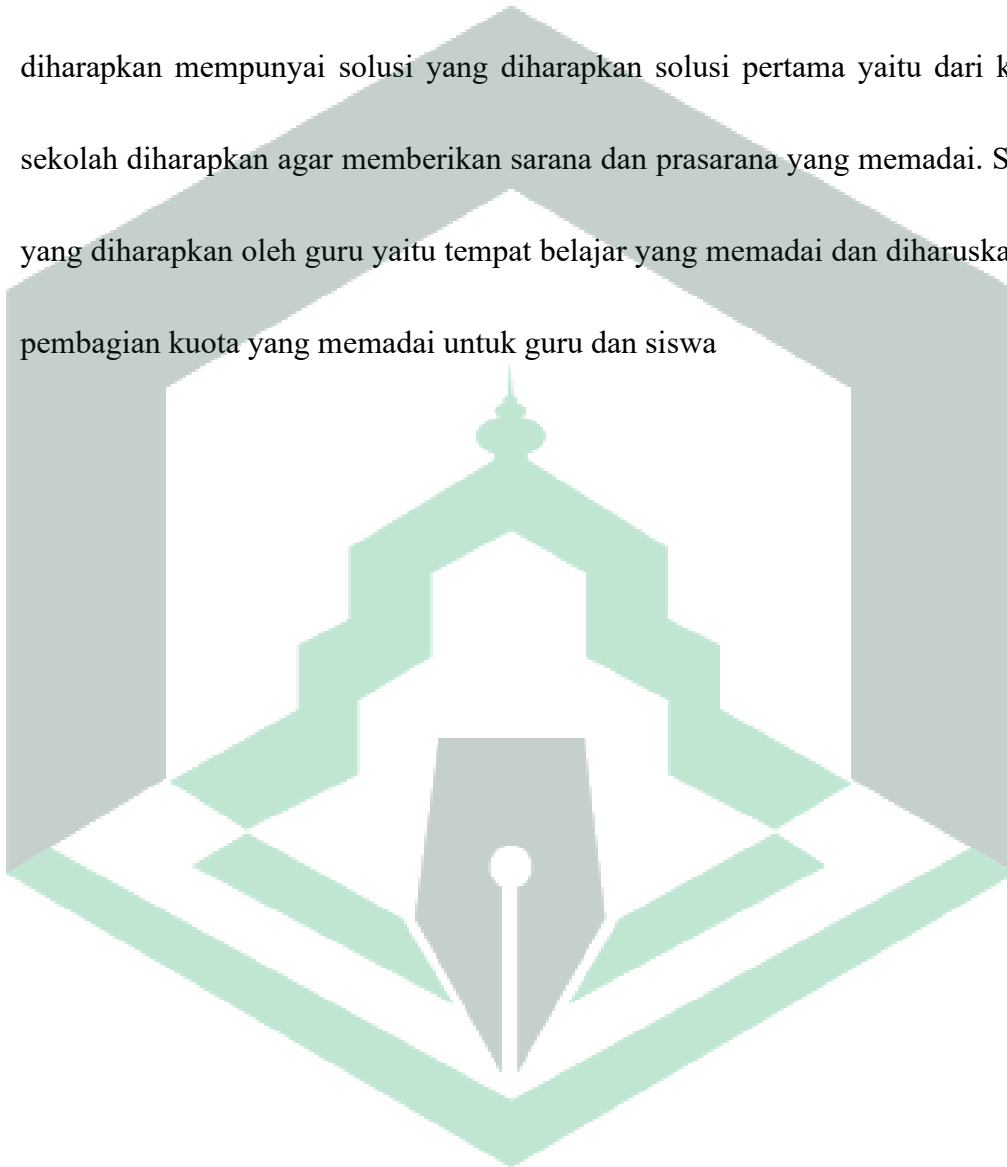 diharapkan mempunyai solusi yang diharapkan solusi pertama yaitu dari
sekolah diharapkan agar memberikan sarana dan prasarana yang memadai.
yang diharapkan oleh guru yaitu tempat belajar yang memadai dan
pembagian kuota yang memadai untuk guru dan siswa